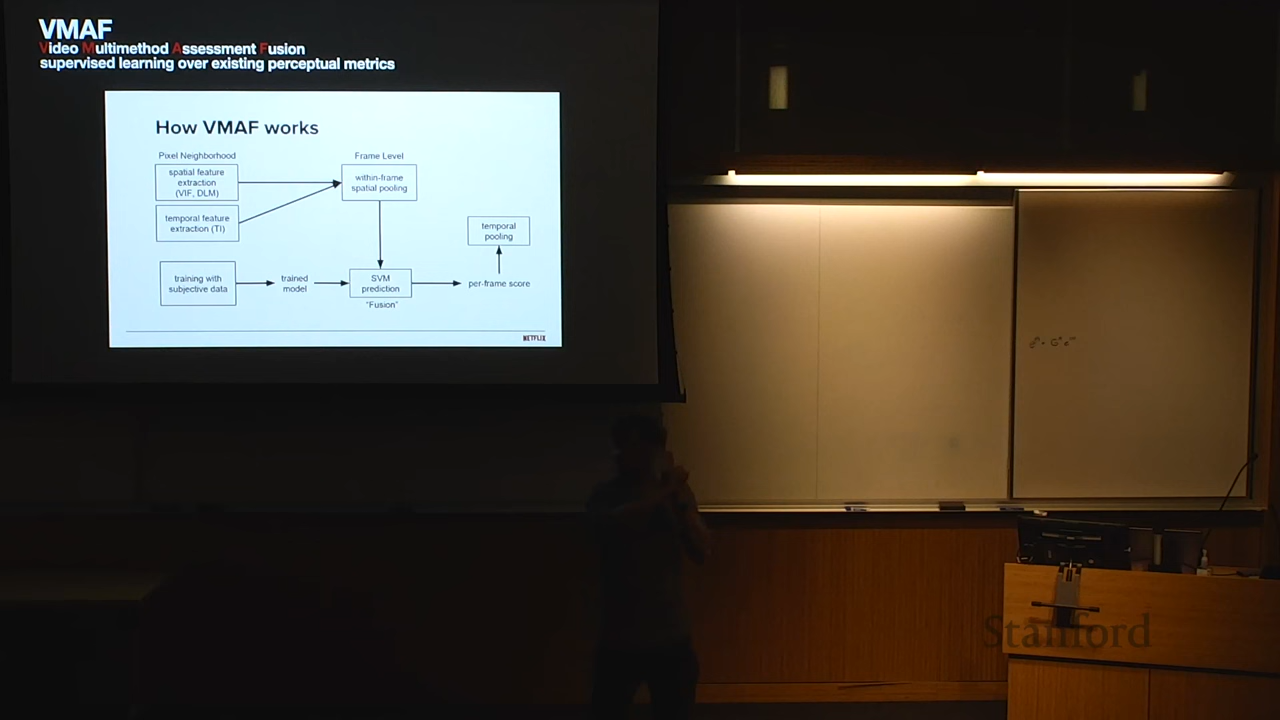 VMAF
Video Multimethod Assessment Fusion
supervised learning over existing perceptual metrics
How VMAF works
Pixel Neighborhood
Frame Level
spatial feature
extraction
(VIF, DLM)
within-frame
spatial pooling
temporal feature
extraction (TI)
temporal
pooling
training with
subjective data
trained
model
SVM
prediction
per-frame score
"Fusion"
NETFLIX
Stanford